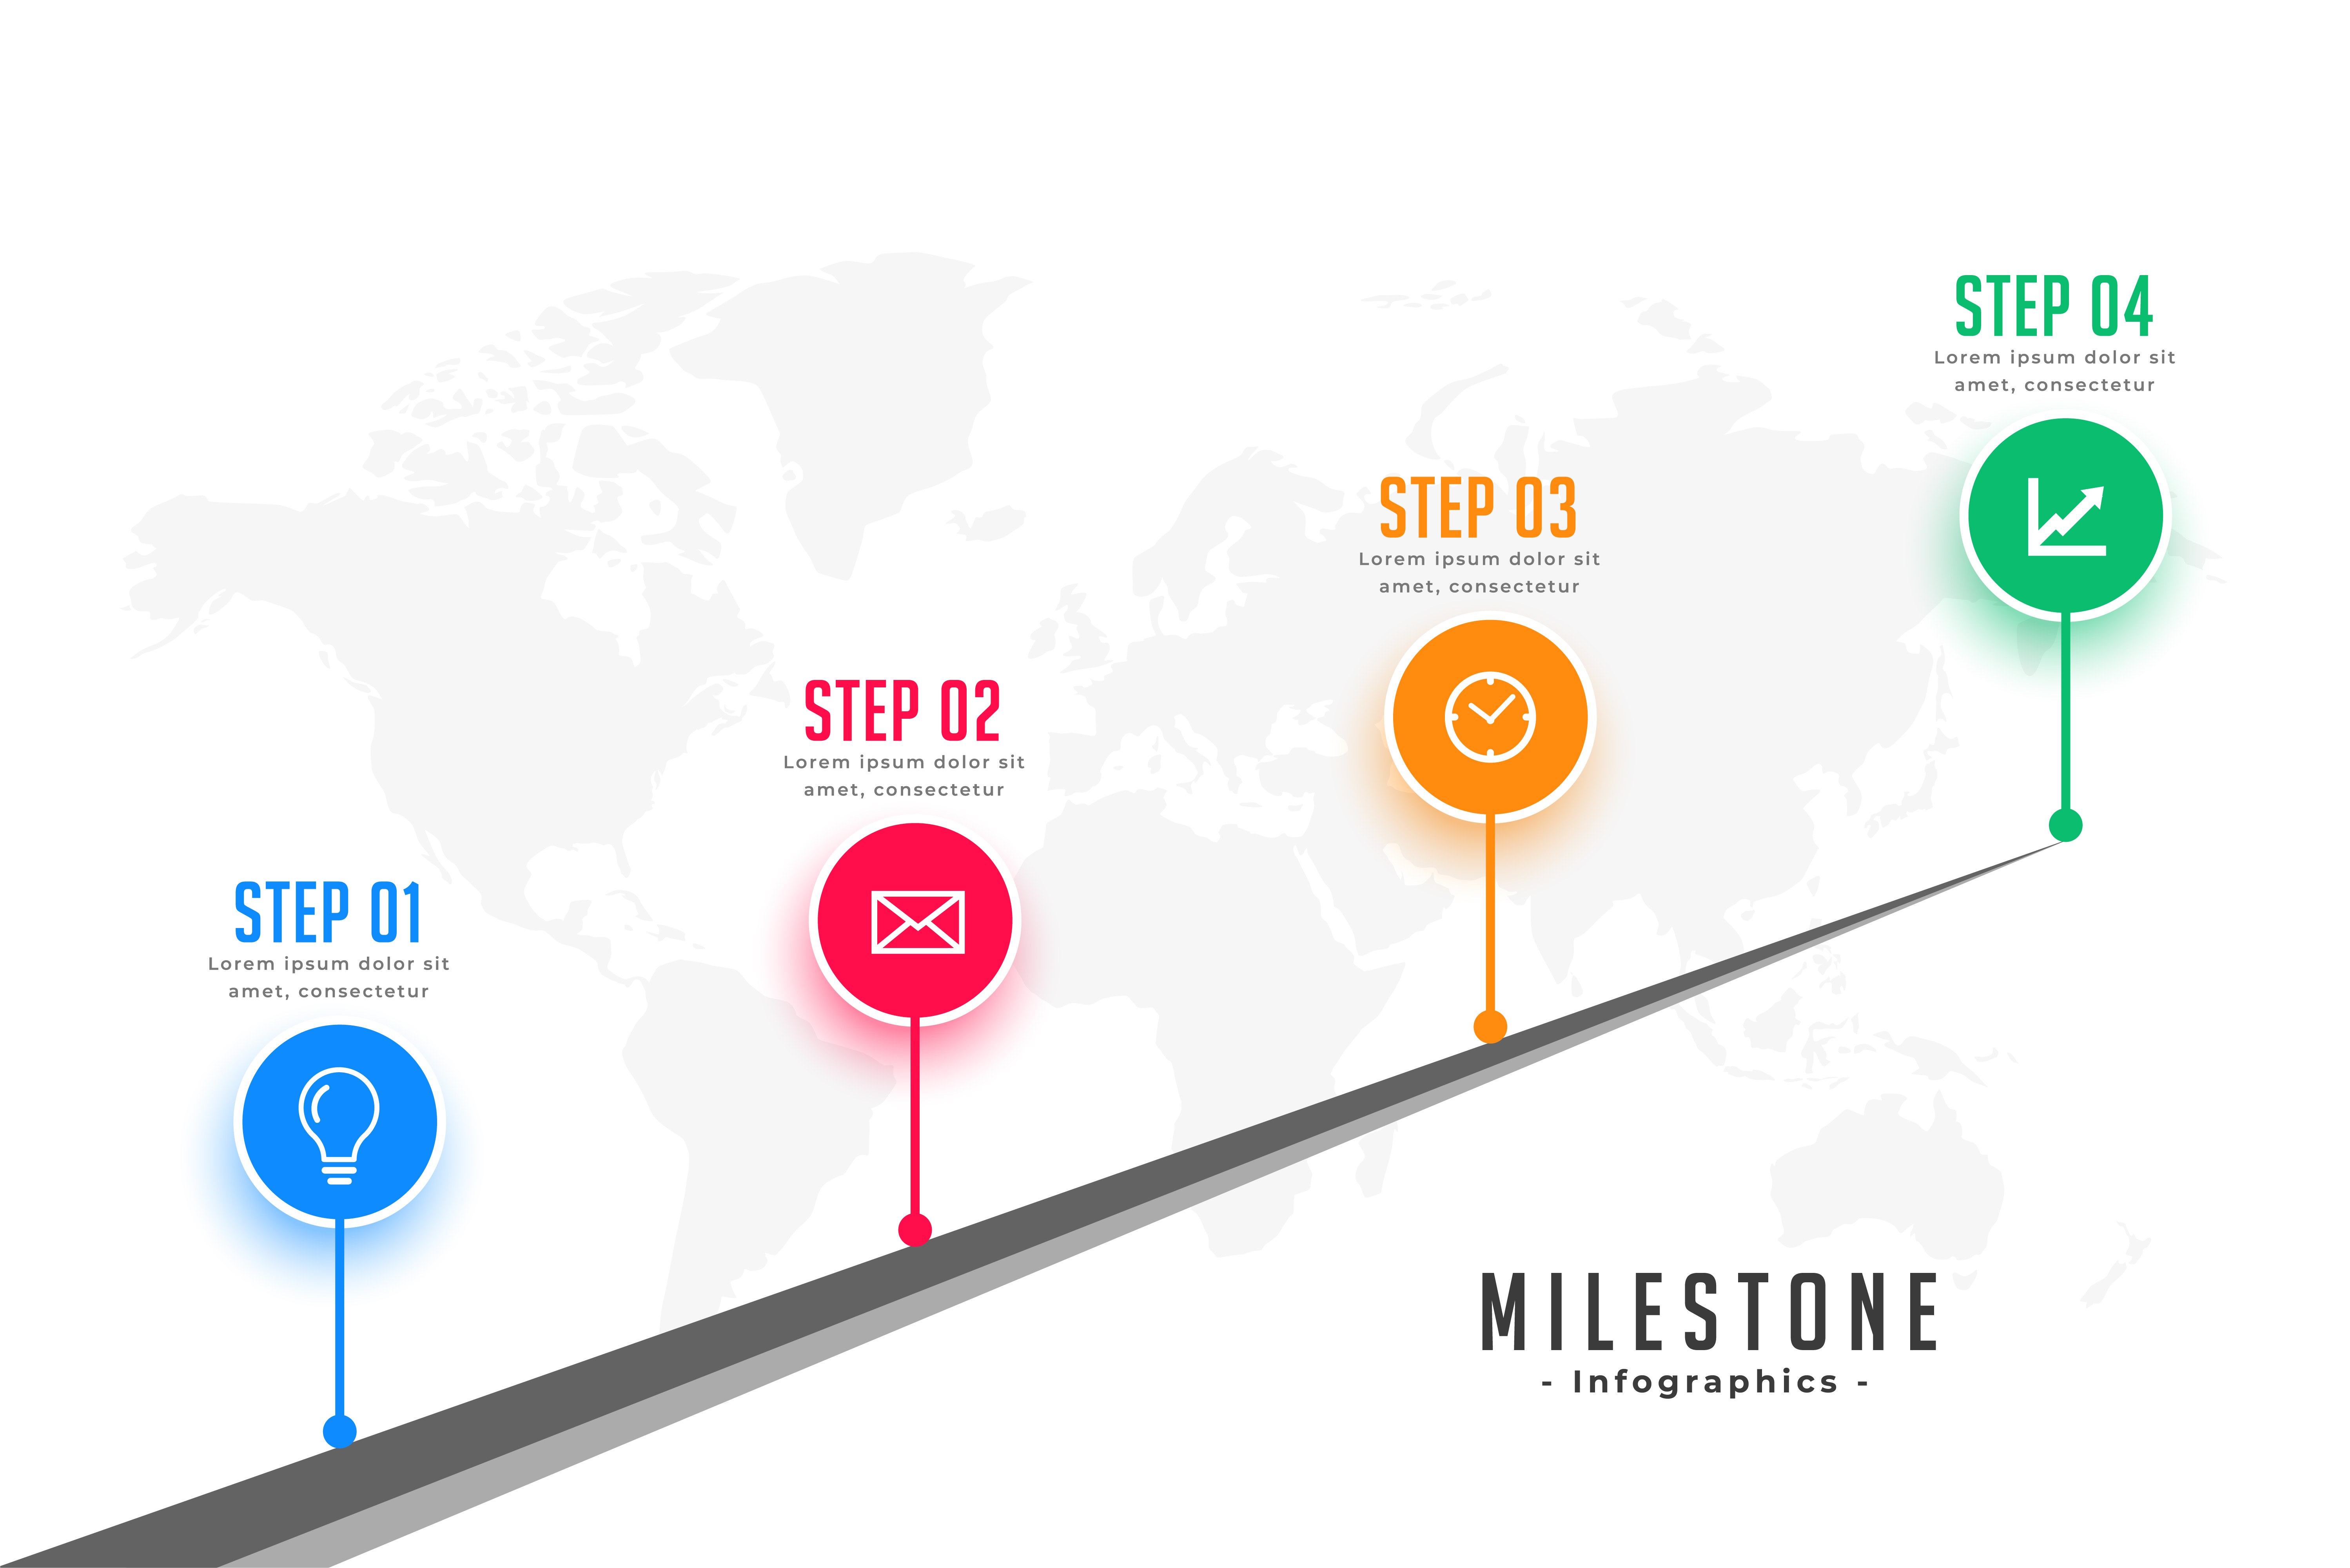 STEP 01
Lorem ipsum dolor sit
amet, consectetur
STEP 02
Lorem ipsum dolor sit
amet, consectetur
STEP 03
Lorem ipsum dolor sit
amet, consectetur
STEP 04
Lorem ipsum dolor sit
amet, consectetur
MILESTONE
- Infographics -